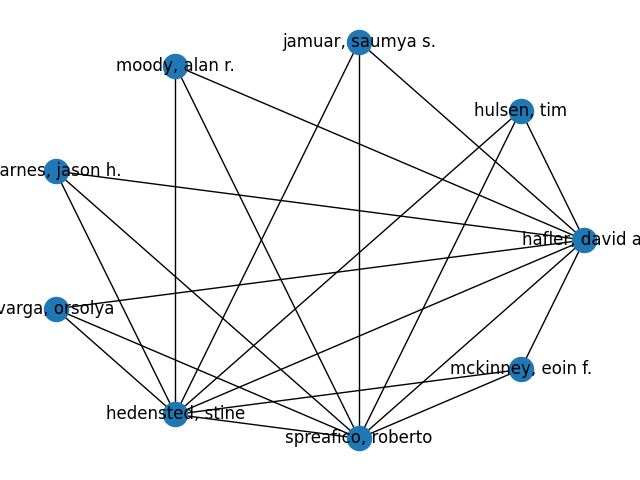 jamuar, saumya s.
moody, alan r.
hulsen, tim
arnes, jason h.
hafler, david a
varga, orsolya
mckinney, eoin f.
hedensted, stine
spreafico, roberto